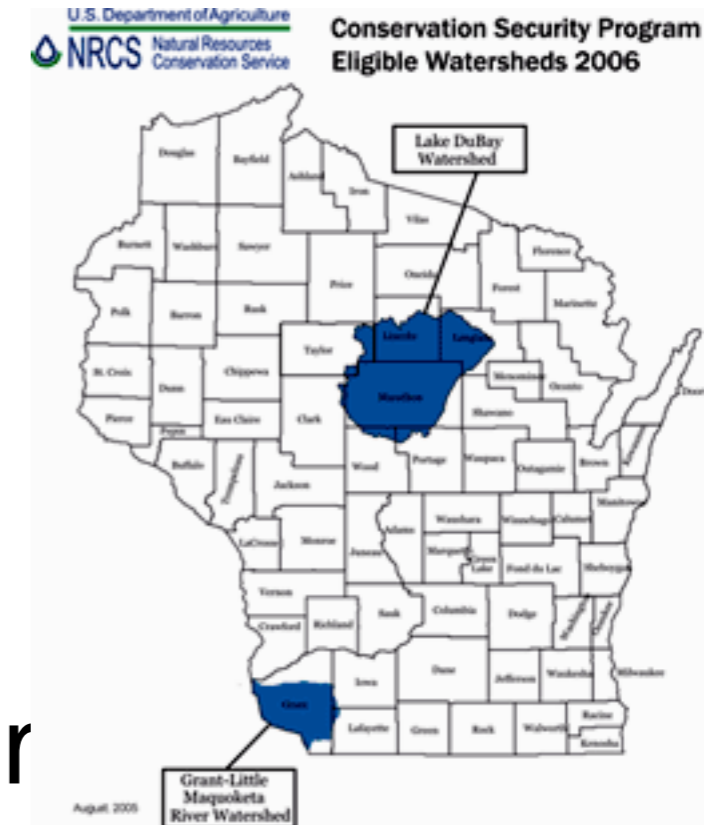 U.S. Department of Agriculture
NRCS Natural Resources
Conservation Service
Conservation Security Program
Eligible Watersheds 2006
Lake DuBay
Watershed
Douglas
Bayfield
Ashland
Iron
Vilas
Burnett
Washburn
Sawyer
Florence
Price
Oneida
Forest
Marinette
Polk
Barron
Rusk
Lincoln
Langlade
Taylor
St. Croix
Dunn
Chippewa
Menominee
Oconto
Door
Marathon
Pierce
Pepin
Eau Claire
Clark
Shawano
Buffalo
Trempealeau
Wood
Portage
Waupaca
Outagamie
Brown
Jackson
Manitowoc
Waushara
Winnebago
Calumet
Adams
LaCrosse
Monroe
Juneau
Marquette
Green
Lake
Fond du Lac
Sheboygan
Vernon
Sauk
Columbia
Dodge
Washington
Ozaukee
Crawford
Richland
Iowa
Dane
Jefferson
Waukesha
Milwaukee
Grant
Lafayette
Green
Rock
Walworth
Racine
Kenosha
Grant-Little
Maquoketa
River Watershed
August, 2005
r